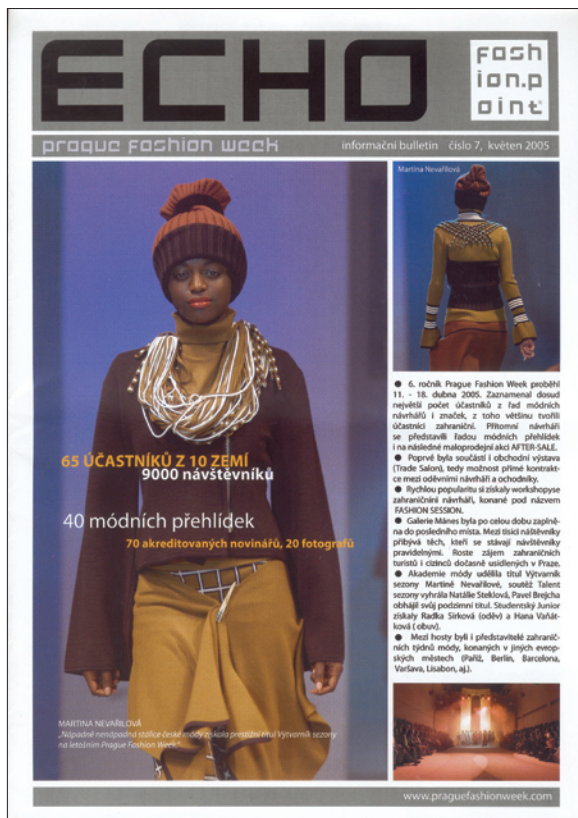 ECHO
fash
ion.p
oint
prague fashion week
informační bulletin číslo 7, květen 2005
Martina Nevařilová
65 ÚČASTNÍKŮ Z 10 ZEMÍ
9000 návštěvníků
40 módních přehlídek
70 akreditovaných novinářů, 20 fotografů
MARTINA NEVAŘILOVÁ
„Nápadně nenápadná stálice české módy získala prestižní titul Výtvarník sezony
na letošním Prague Fashion Week“
● 6. ročník Prague Fashion Week proběhl
11. - 18. dubna 2005. Zaznamenal dosud
největší počet účastníků z řad módních
návrhářů i značek, z toho většinu tvořili
účastníci zahraniční. Přítomní návrháři
se představili řadou módních přehlídek
i na následné maloprodejní akci AFTER-SALE.
● Poprvé byla součástí i obchodní výstava
(Trade Salon), tedy možnost přímé kontrakt-
ce mezi oděvními návrháři a ochodníky.
● Rychlou popularitu si získaly workshopyse
zahraničními návrháři, konané pod názvem
FASHION SESSION.
● Galerie Mánes byla po celou dobu zaplně-
na do posledního místa. Mezi tisíci náštěvníky
přibývá těch, kteří se stávají návštěvníky
pravidelnými. Roste zájem zahraničních
turistů i cizinců dočasně usídlených v Praze.
● Akademie módy udělila titul Výtvarník
sezony Martině Nevařilové, soutěž Talent
sezony vyhrála Natálie Steklová, Pavel Brejcha
obhájil svůj podzimní titul. Studentský Junior
získaly Radka Sirková (oděv) a Hana Vaňát-
ková ( obuv).
● Mezi hosty byli i představitelé zahranič-
ních týdnů módy, konaných v jiných evrop-
ských městech (Paříž, Berlín, Barcelona,
Varšava, Lisabon, aj.).
www.praguefashionweek.com